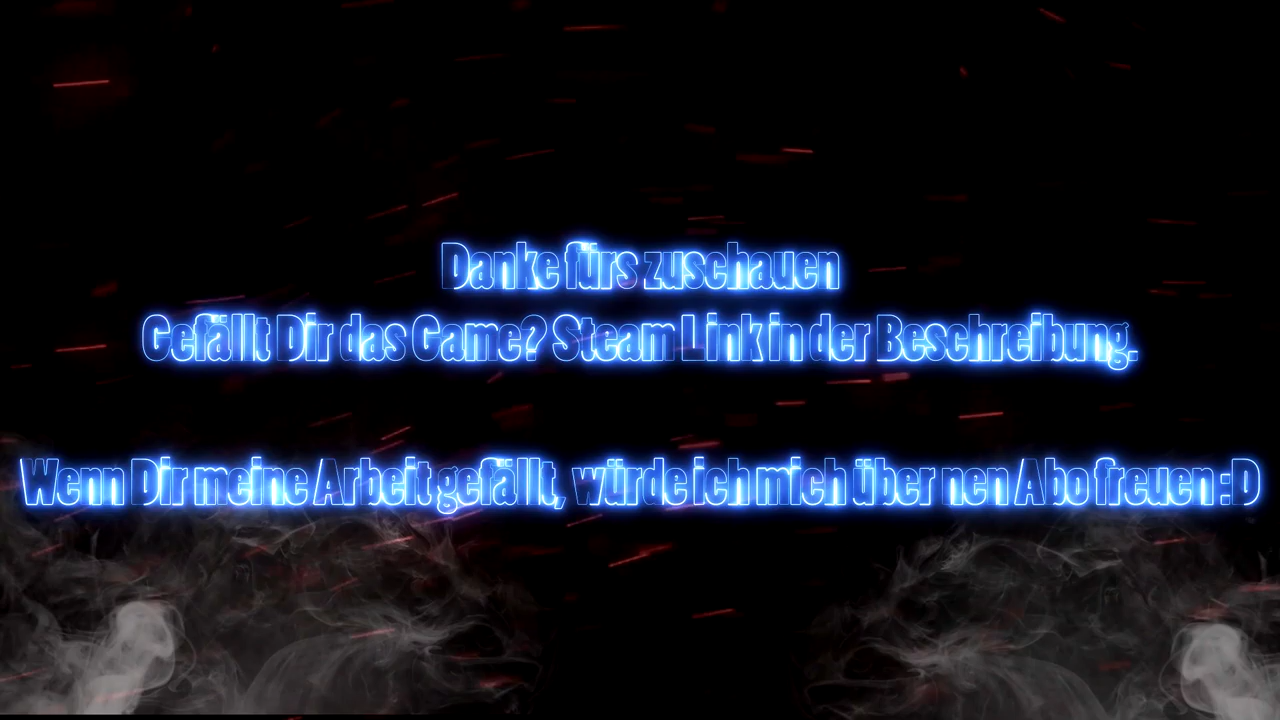 Danke fürs zuschauen
Gefällt Dir das Game? Steam Link in der Beschreibung.
Wenn Dir meine Arbeit gefällt, würde ich mich über nen Abo freuen :D